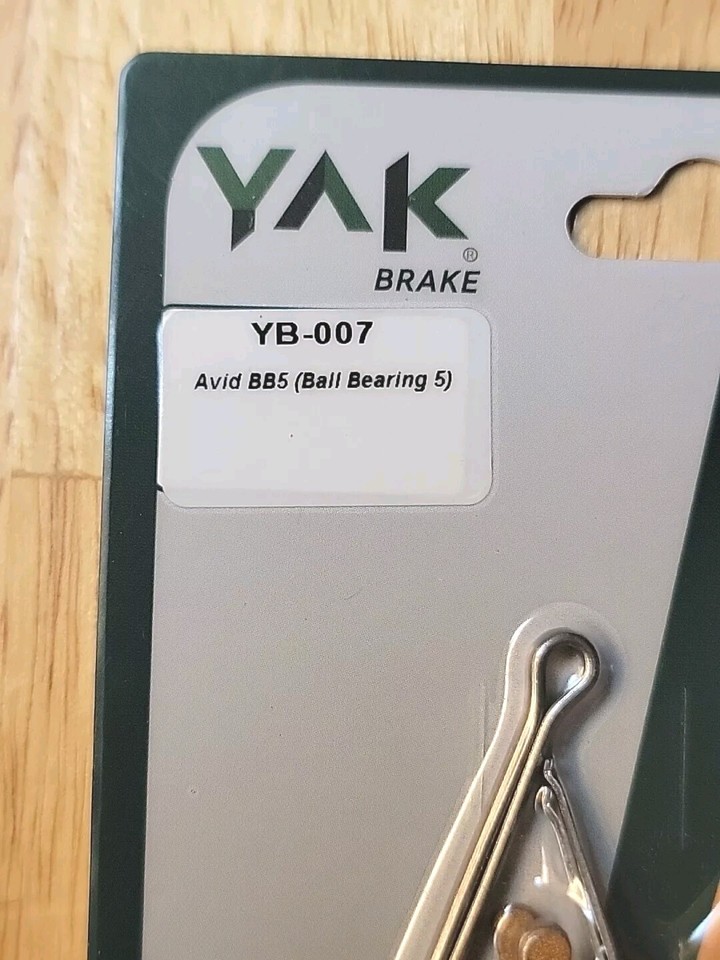 YAK
®
BRAKE
YB-007
Avid BB5 (Ball Bearing 5)